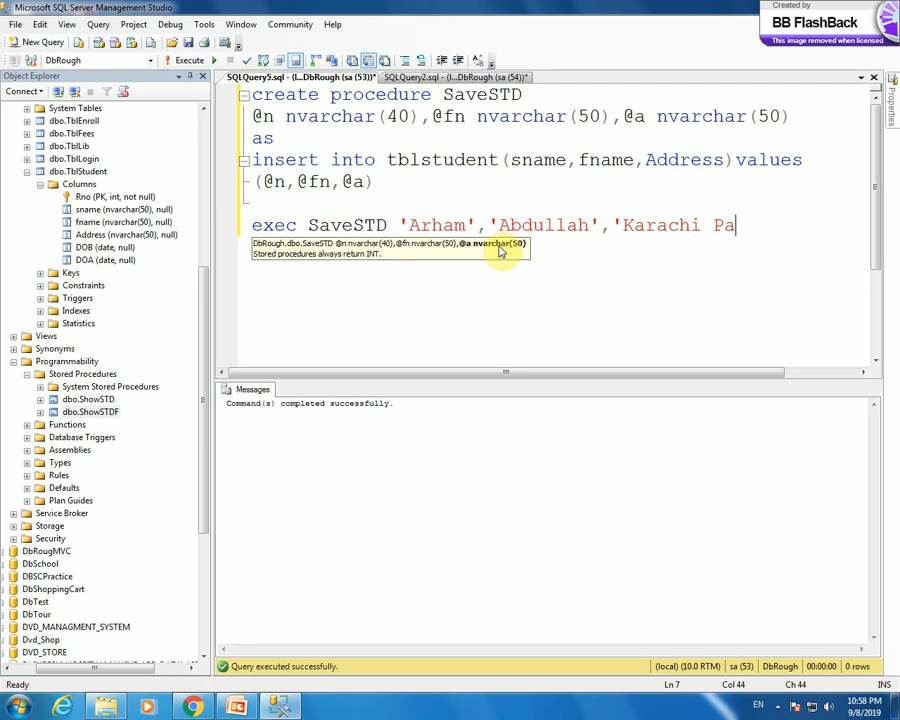 Microsoft SQL Server Management Studio
Created by
BB FlashBack
This image removed when licensed
File Edit View Query Project Debug Tools Window Community Help
New Query
DbRough Execute
Object Explorer
Connect
System Tables
dbo.TblEnroll
dbo.TblFees
dbo.TblLib
dbo.TblLogin
dbo.TblStudent
Columns
Rno (PK, int, not null)
sname (nvarchar(50), null)
fname (nvarchar(50), null)
Address (nvarchar(50), null)
DOB (date, null)
DOA (date, null)
Keys
Constraints
Triggers
Indexes
Statistics
Views
Synonyms
Programmability
Stored Procedures
System Stored Procedures
dbo.ShowSTD
dbo.ShowSTDF
Functions
Database Triggers
Assemblies
Types
Rules
Defaults
Plan Guides
Service Broker
Storage
Security
DbRougMVC
DbSchool
DBSCPractice
DbShoppingCart
DbTest
DbTour
DVD_MANAGMENT_SYSTEM
Dvd_Shop
DVD_STORE
SQLQuery5.sql - (l...DbRough (sa (53))* SQLQuery2.sql - (l...DbRough (sa (54))*
create procedure SaveSTD
@n nvarchar(40),@fn nvarchar(50),@a nvarchar(50)
as
insert into tblstudent(sname,fname,Address)values
(@n,@fn,@a)
exec SaveSTD 'Arham','Abdullah','Karachi Pa
DbRough.dbo.SaveSTD @n nvarchar(40),@fn nvarchar(50),@a nvarchar(50)
Stored procedures always return INT.
Messages
Command(s) completed successfully.
Query executed successfully. (local) (10.0 RTM) sa (53) DbRough 00:00:00 0 rows
Properties
Ready Ln 7 Col 44 Ch 44 INS
EN 10:58 PM
9/8/2019